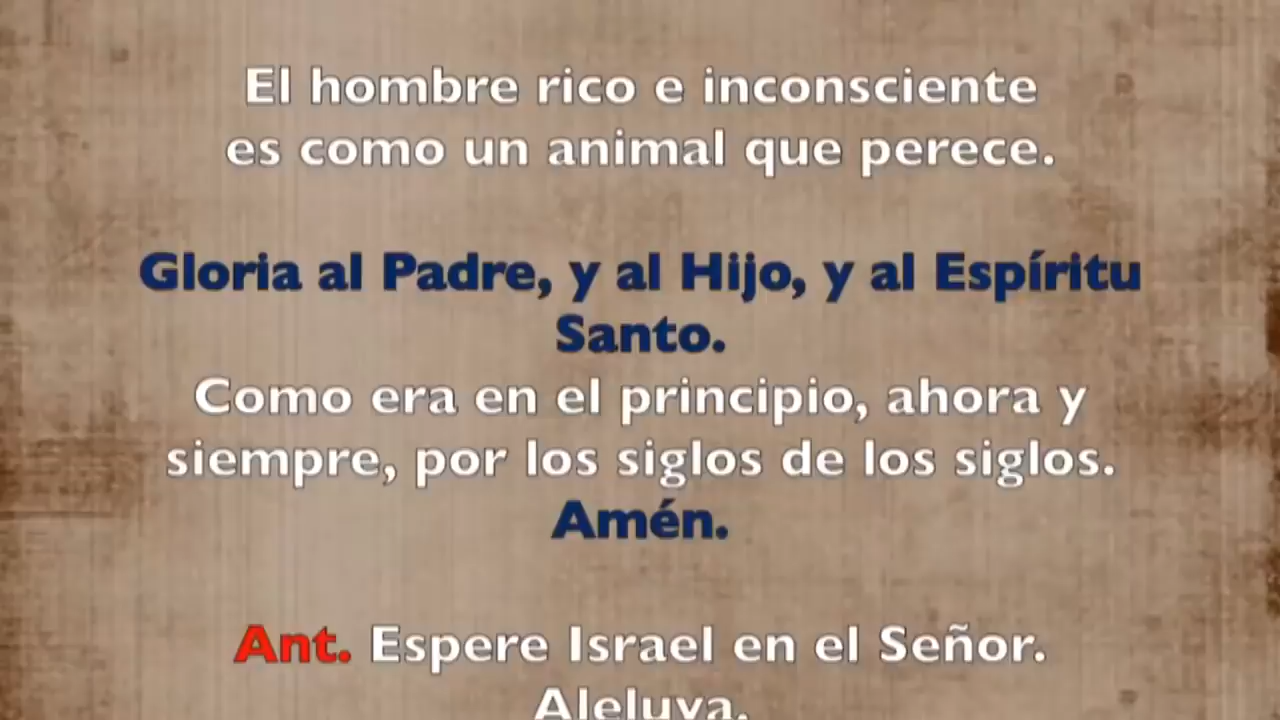 El hombre rico e inconsciente
es como un animal que perece.
Gloria al Padre, y al Hijo, y al Espíritu
Santo.
Como era en el principio, ahora y
siempre, por los siglos de los siglos.
Amén.
Ant. Espere Israel en el Señor.
Aleluya.